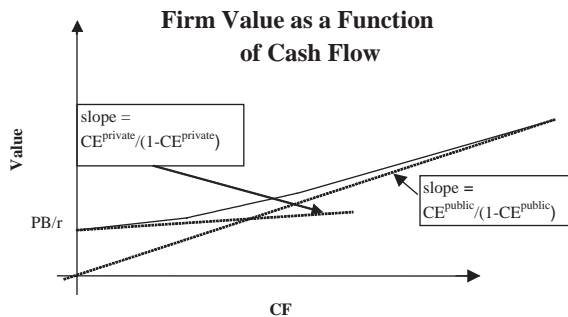 Firm Value as a Function
of Cash Flow
slope =
CE^private/(1-CE^private)
Value
slope =
CE^public/(1-CE^public)
PB/r
CF